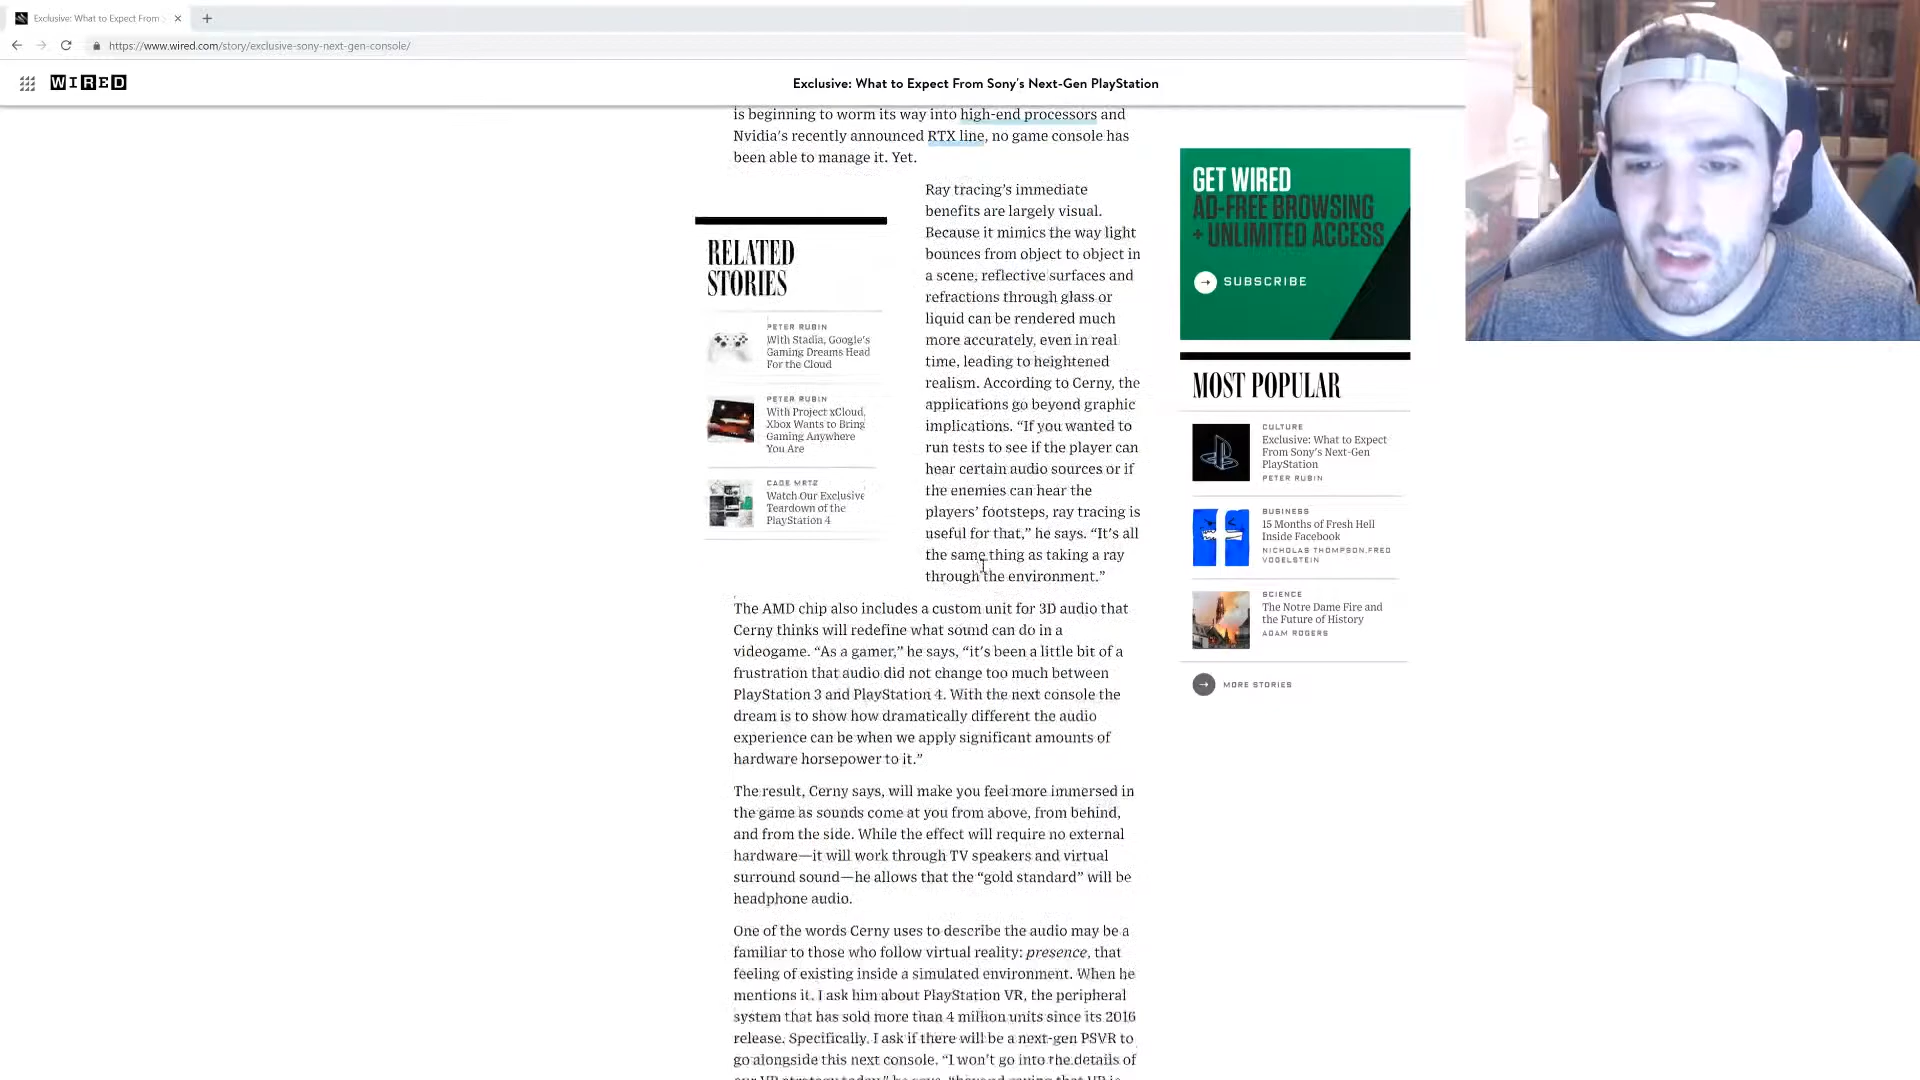 Exclusive: What to Expect From
https://www.wired.com/story/exclusive-sony-next-gen-console/
WIRED
Exclusive: What to Expect From Sony's Next-Gen PlayStation
is beginning to worm its way into high-end processors and
Nvidia's recently announced RTX line, no game console has
been able to manage it. Yet.
Ray tracing’s immediate
benefits are largely visual.
Because it mimics the way light
bounces from object to object in
a scene, reflective surfaces and
refractions through glass or
liquid can be rendered much
more accurately, even in real
time, leading to heightened
realism. According to Cerny, the
applications go beyond graphic
implications. “If you wanted to
run tests to see if the player can
hear certain audio sources or if
the enemies can hear the
players’ footsteps, ray tracing is
useful for that,” he says. “It's all
the same thing as taking a ray
through the environment.”
RELATED
STORIES
PETER RUBIN
With Stadia, Google's
Gaming Dreams Head
For the Cloud
PETER RUBIN
With Project xCloud,
Xbox Wants to Bring
Gaming Anywhere
You Are
CADE METZ
Watch Our Exclusive
Teardown of the
PlayStation 4
The AMD chip also includes a custom unit for 3D audio that
Cerny thinks will redefine what sound can do in a
videogame. “As a gamer,” he says, “it's been a little bit of a
frustration that audio did not change too much between
PlayStation 3 and PlayStation 4. With the next console the
dream is to show how dramatically different the audio
experience can be when we apply significant amounts of
hardware horsepower to it.”
The result, Cerny says, will make you feel more immersed in
the game as sounds come at you from above, from behind,
and from the side. While the effect will require no external
hardware—it will work through TV speakers and virtual
surround sound—he allows that the “gold standard” will be
headphone audio.
One of the words Cerny uses to describe the audio may be a
familiar to those who follow virtual reality: presence, that
feeling of existing inside a simulated environment. When he
mentions it, I ask him about PlayStation VR, the peripheral
system that has sold more than 4 million units since its 2016
release. Specifically, I ask if there will be a next-gen PSVR to
go alongside this next console. “I won't go into the details of
our VR strategy today,” he says, “beyond saying that VR is
GET WIRED
AD-FREE BROWSING
+ UNLIMITED ACCESS
SUBSCRIBE
MOST POPULAR
CULTURE
Exclusive: What to Expect
From Sony's Next-Gen
PlayStation
PETER RUBIN
BUSINESS
15 Months of Fresh Hell
Inside Facebook
NICHOLAS THOMPSON,FRED
VOGELSTEIN
SCIENCE
The Notre Dame Fire and
the Future of History
ADAM ROGERS
MORE STORIES